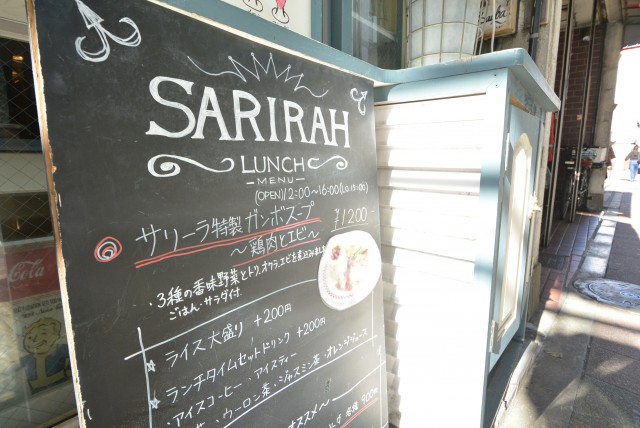 SARIRAH
LUNCH
MENU
(OPEN) 12:00〜16:00 (L.O 15:00)
サリーラ特製ガンボスープ ¥1200-
〜鶏肉とエビ〜
・3種の香味野菜とトリ、オクラ、エビを煮込みました
ごはん・サラダ付
ライス大盛り +200円
ランチタイムセットドリンク +200円
・アイスコーヒー・アイスティー
・ウーロン茶・ジャスミン茶・オレンジジュース
オススメ〜
900円
Coca